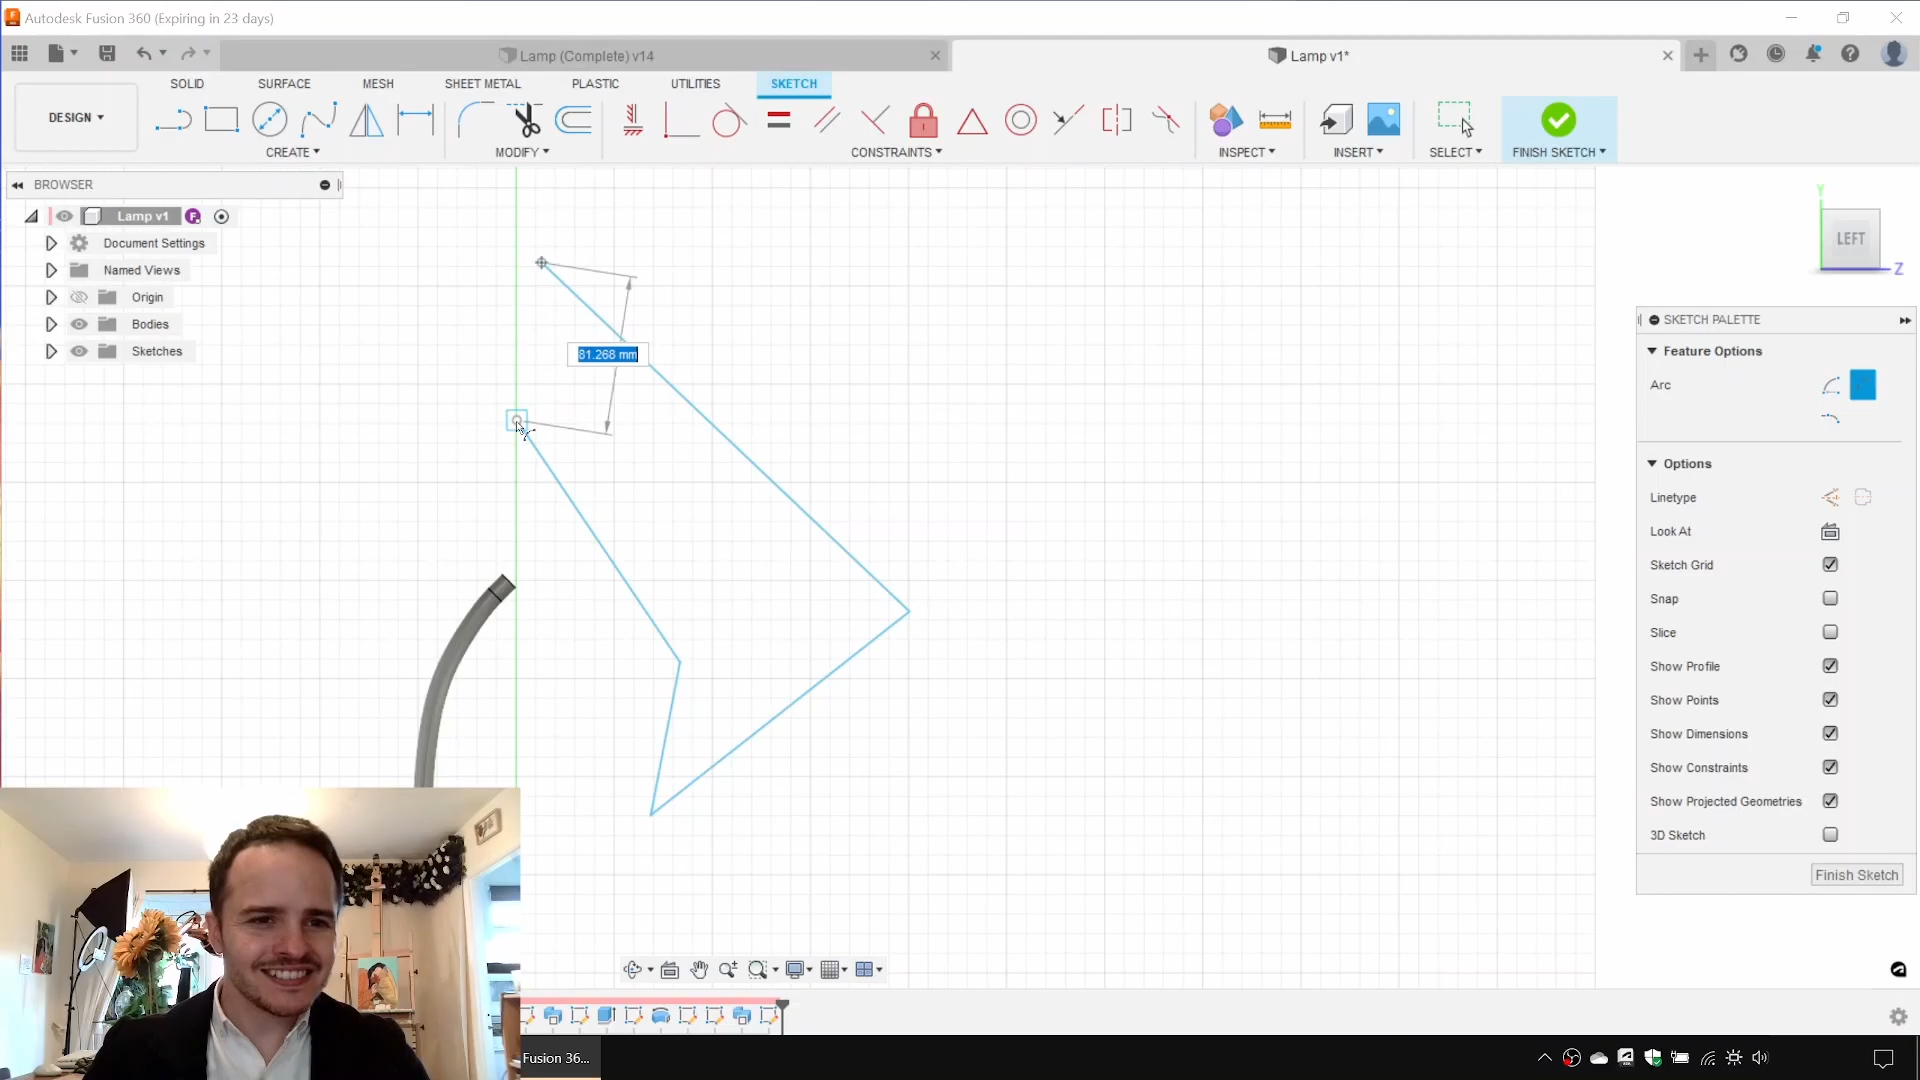 Autodesk Fusion 360 (Expiring in 23 days)
Lamp (Complete) v14
Lamp v1*
SOLID SURFACE MESH SHEET METAL PLASTIC UTILITIES SKETCH
DESIGN
CREATE MODIFY CONSTRAINTS INSPECT INSERT SELECT FINISH SKETCH
BROWSER
Lamp v1
Document Settings
Named Views
Origin
Bodies
Sketches
81.268 mm
Y
LEFT
Z
SKETCH PALETTE
Feature Options
Arc
Options
Linetype
Look At
Sketch Grid
Snap
Slice
Show Profile
Show Points
Show Dimensions
Show Constraints
Show Projected Geometries
3D Sketch
Finish Sketch
Fusion 36...